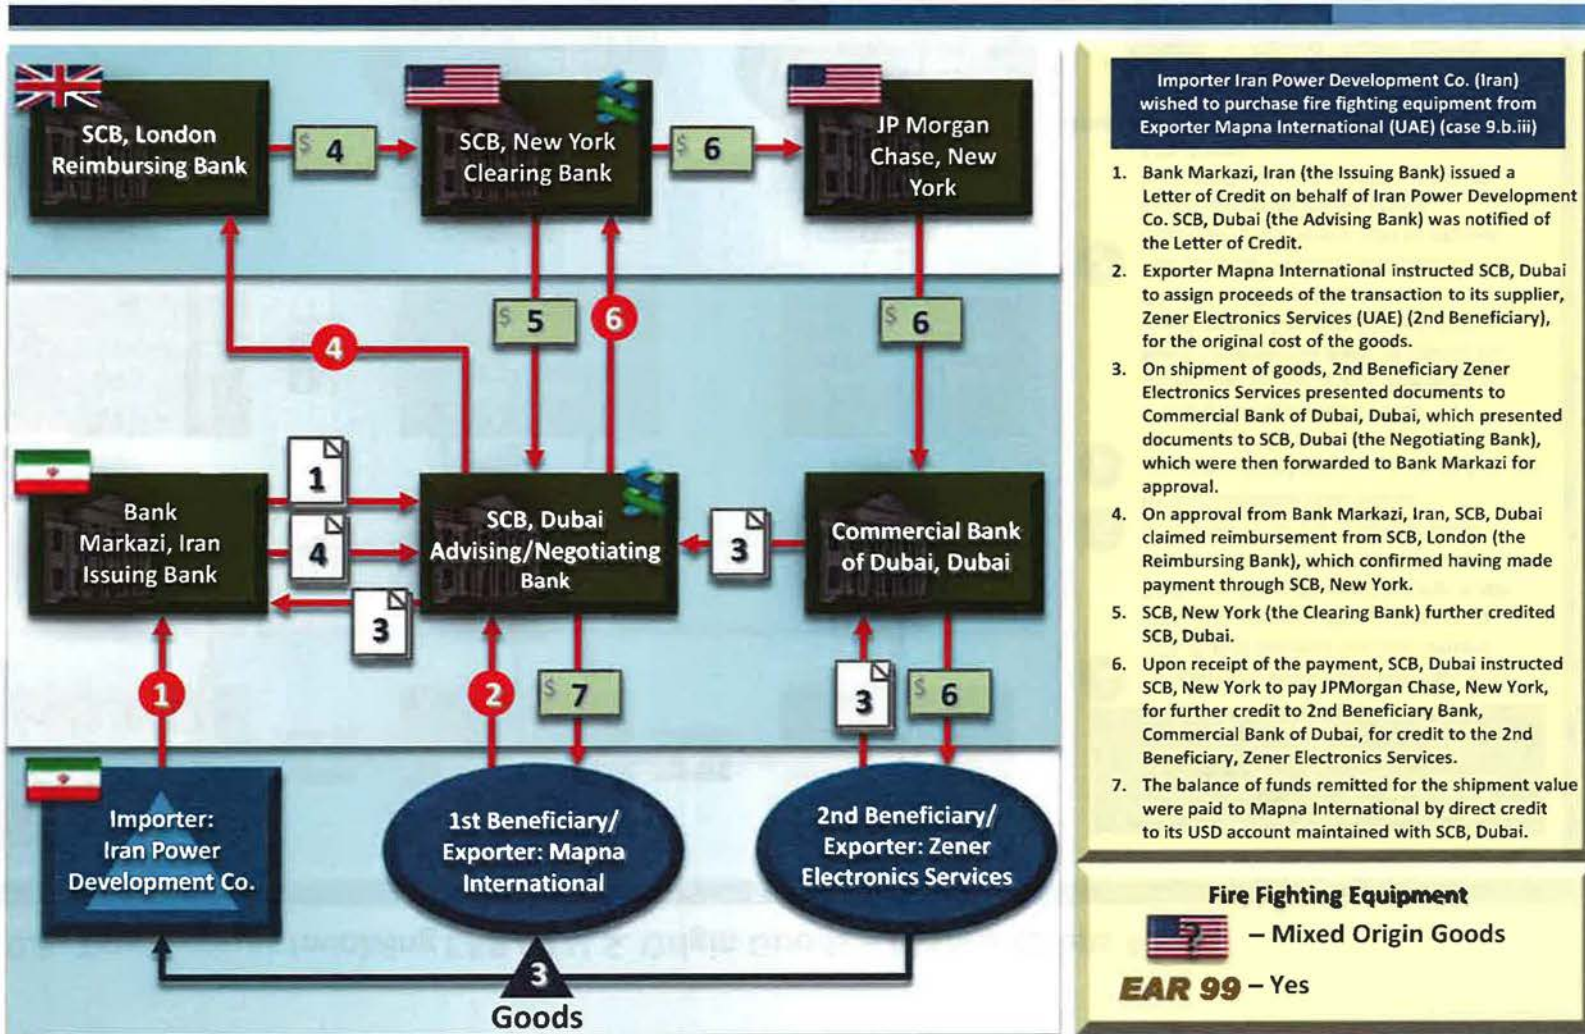 SCB, London
Reimbursing Bank
$ 4
SCB, New York
Clearing Bank
$ 6
JP Morgan
Chase, New
York
4
$ 5
6
$ 6
Bank
Markazi, Iran
Issuing Bank
1
4
3
SCB, Dubai
Advising/Negotiating
Bank
3
Commercial Bank
of Dubai, Dubai
1
2
$ 7
3
$ 6
Importer:
Iran Power
Development Co.
1st Beneficiary/
Exporter: Mapna
International
2nd Beneficiary/
Exporter: Zener
Electronics Services
3
Goods
Importer Iran Power Development Co. (Iran)
wished to purchase fire fighting equipment from
Exporter Mapna International (UAE) (case 9.b.iii)
1. Bank Markazi, Iran (the Issuing Bank) issued a
Letter of Credit on behalf of Iran Power Development
Co. SCB, Dubai (the Advising Bank) was notified of
the Letter of Credit.
2. Exporter Mapna International instructed SCB, Dubai
to assign proceeds of the transaction to its supplier,
Zener Electronics Services (UAE) (2nd Beneficiary),
for the original cost of the goods.
3. On shipment of goods, 2nd Beneficiary Zener
Electronics Services presented documents to
Commercial Bank of Dubai, Dubai, which presented
documents to SCB, Dubai (the Negotiating Bank),
which were then forwarded to Bank Markazi for
approval.
4. On approval from Bank Markazi, Iran, SCB, Dubai
claimed reimbursement from SCB, London (the
Reimbursing Bank), which confirmed having made
payment through SCB, New York.
5. SCB, New York (the Clearing Bank) further credited
SCB, Dubai.
6. Upon receipt of the payment, SCB, Dubai instructed
SCB, New York to pay JPMorgan Chase, New York,
for further credit to 2nd Beneficiary Bank,
Commercial Bank of Dubai, for credit to the 2nd
Beneficiary, Zener Electronics Services.
7. The balance of funds remitted for the shipment value
were paid to Mapna International by direct credit
to its USD account maintained with SCB, Dubai.
Fire Fighting Equipment
? – Mixed Origin Goods
EAR 99 – Yes